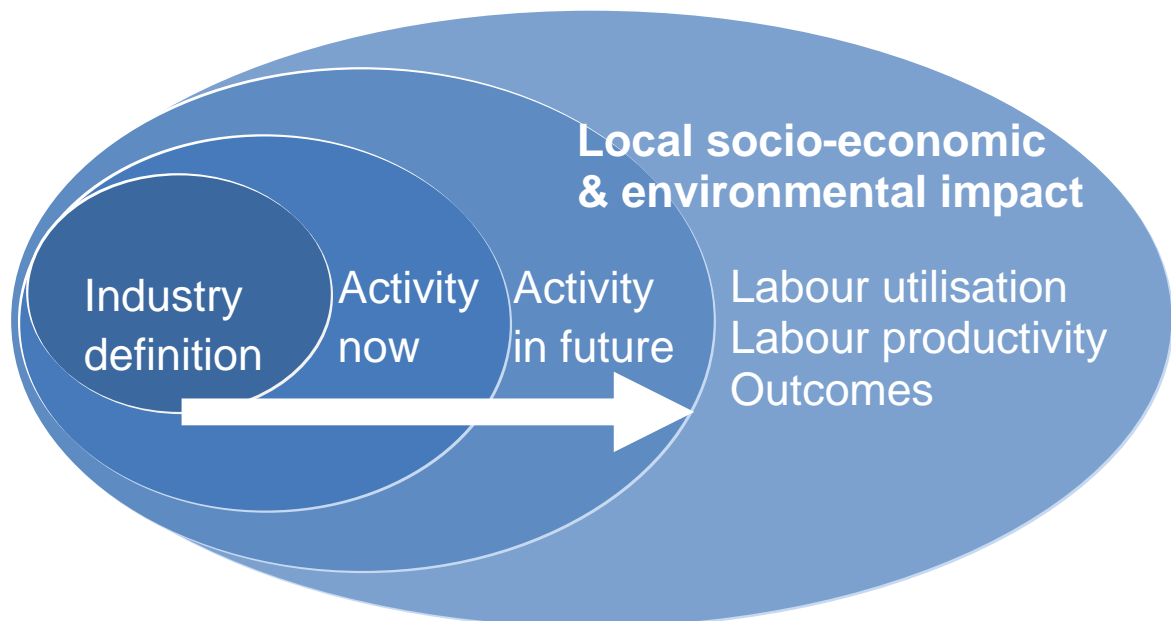 Local socio-economic
& environmental impact
Industry
definition
Activity
now
Activity
in future
Labour utilisation
Labour productivity
Outcomes